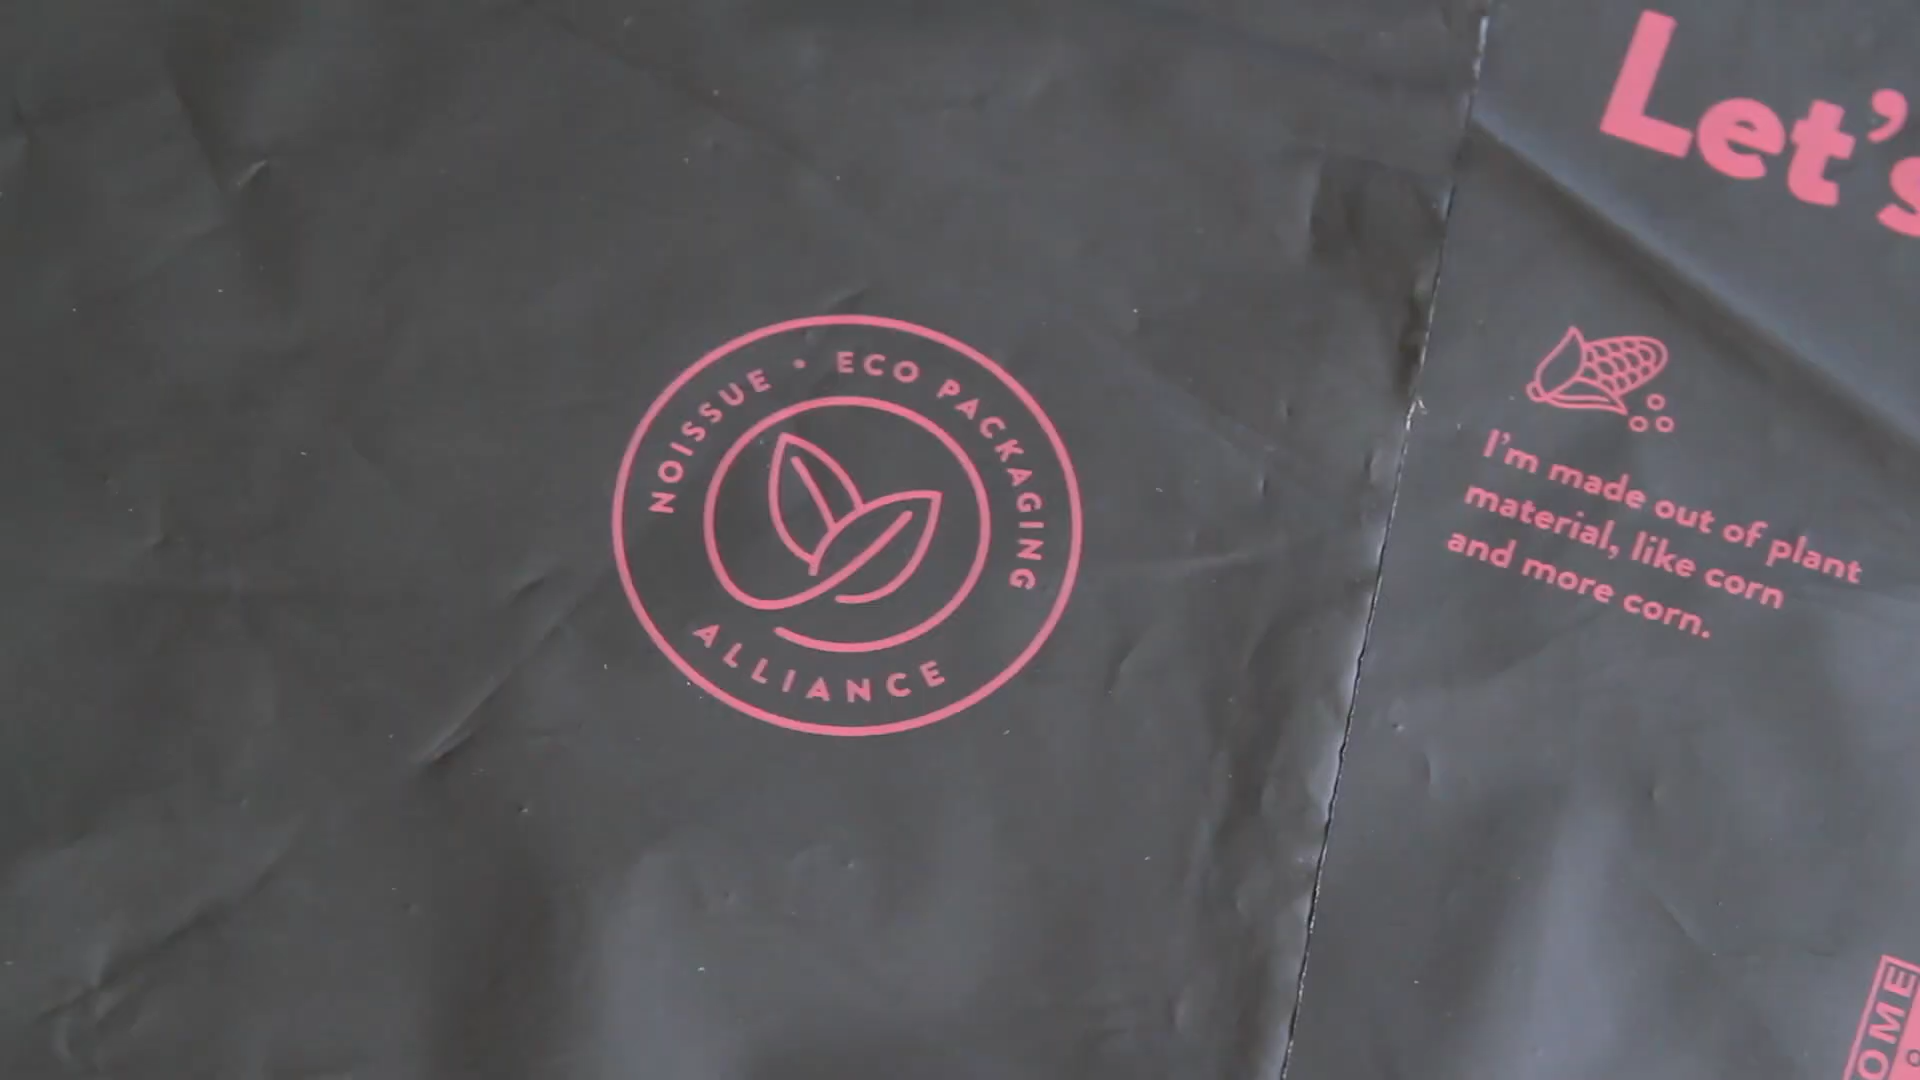 NOISSUE • ECO PACKAGING
ALLIANCE
Let's
I'm made out of plant
material, like corn
and more corn.